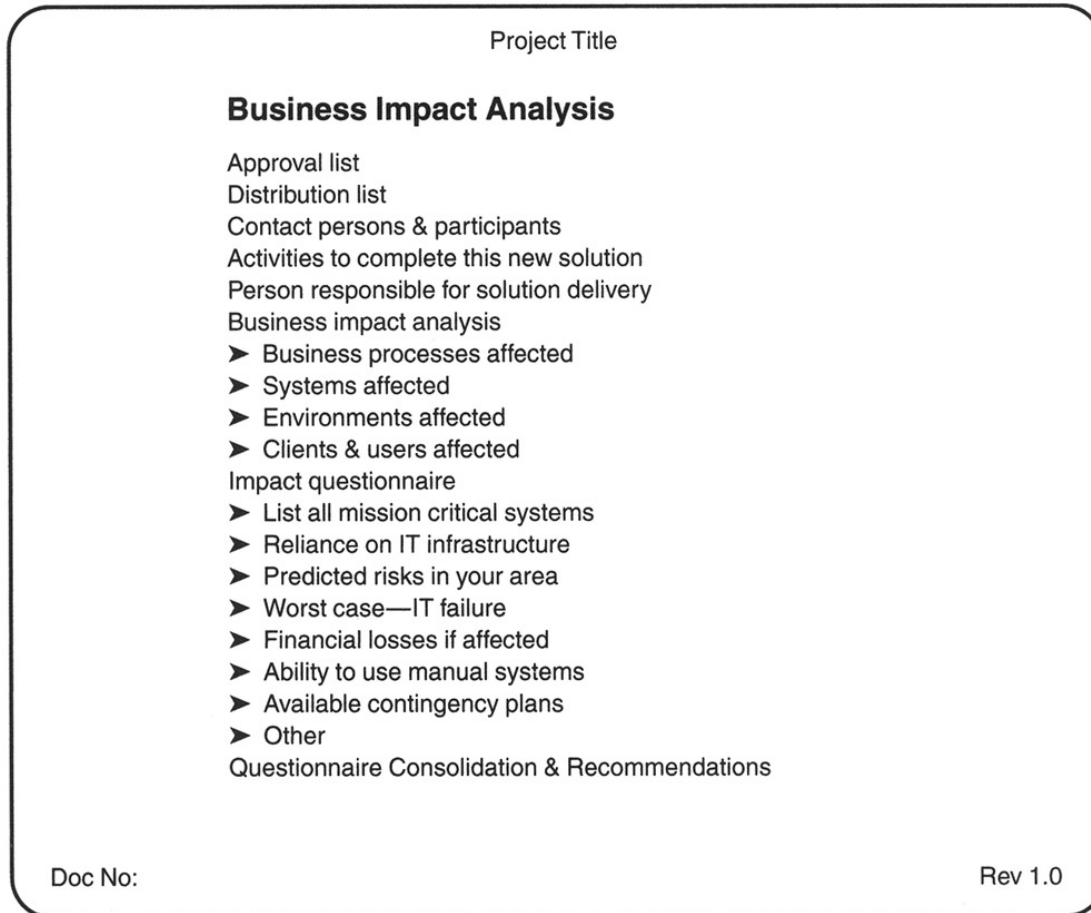 Project Title
Business Impact Analysis
Approval list
Distribution list
Contact persons & participants
Activities to complete this new solution
Person responsible for solution delivery
Business impact analysis
➤ Business processes affected
➤ Systems affected
➤ Environments affected
➤ Clients & users affected
Impact questionnaire
➤ List all mission critical systems
➤ Reliance on IT infrastructure
➤ Predicted risks in your area
➤ Worst case—IT failure
➤ Financial losses if affected
➤ Ability to use manual systems
➤ Available contingency plans
➤ Other
Questionnaire Consolidation & Recommendations
Doc No:
Rev 1.0